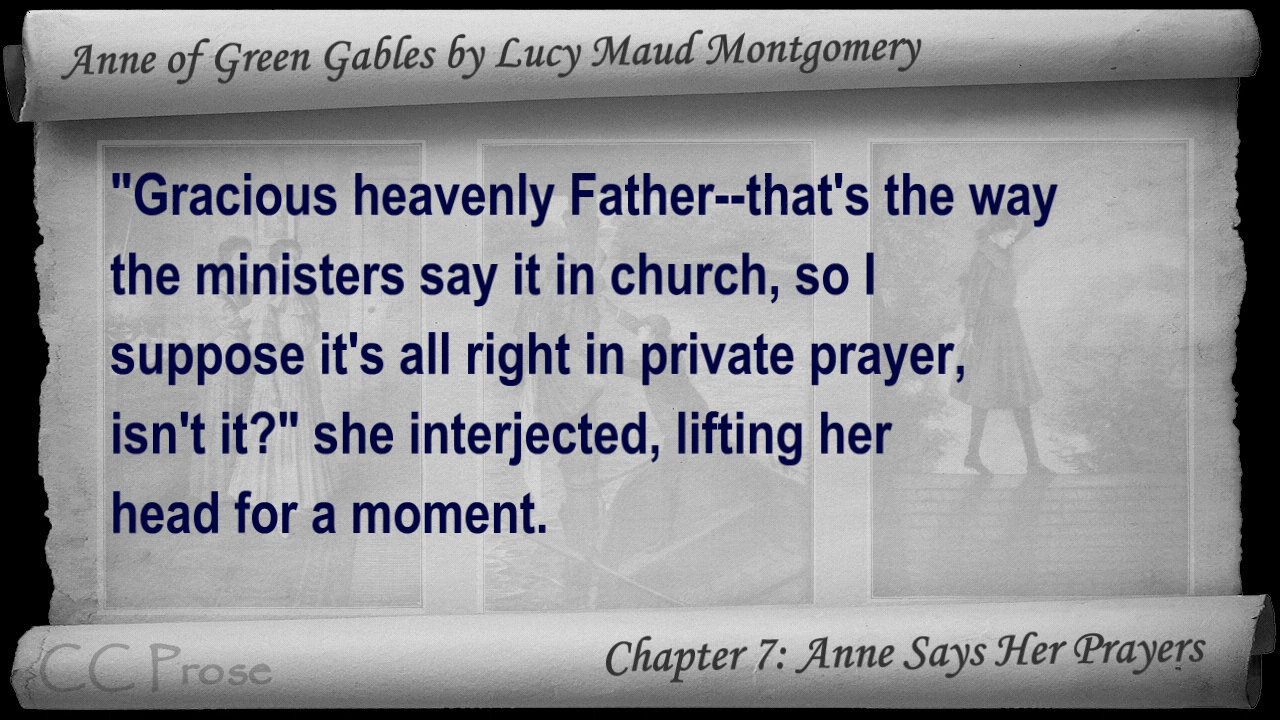 Anne of Green Gables by Lucy Maud Montgomery
"Gracious heavenly Father--that's the way
the ministers say it in church, so I
suppose it's all right in private prayer,
isn't it?" she interjected, lifting her
head for a moment.
CC Prose
Chapter 7: Anne Says Her Prayers